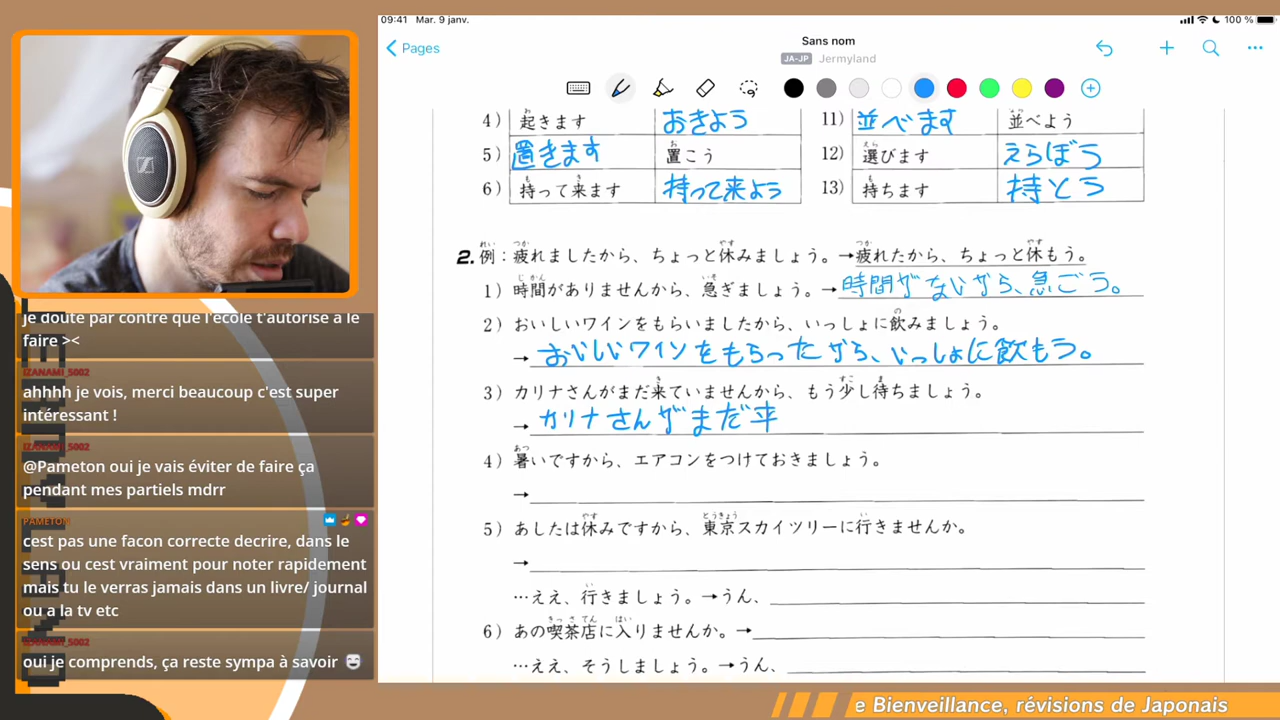 09:41 Mar. 9 janv.
100 %
Pages
Sans nom
JA-JP Jermyland
4) 起きます おきよう
11) 並べます 並べよう
5) 置きます 置こう
12) 選びます えらぼう
6) 持って来ます 持って来よう
13) 持ちます 持とう
2. 例：疲れましたから、ちょっと休みましょう。→疲れたから、ちょっと休もう。
1) 時間がありませんから、急ぎましょう。→時間がないから、急ごう。
2) おいしいワインをもらいましたから、いっしょに飲みましょう。
→おいしいワインをもらったから、いっしょに飲もう。
3) カリナさんがまだ来ていませんから、もう少し待ちましょう。
→カリナさんがまだ
4) 暑いですから、エアコンをつけておきましょう。
→
5) あしたは休みですから、東京スカイツリーに行きませんか。
→
…ええ、行きましょう。→うん、
6) あの喫茶店に入りませんか。→
…ええ、そうしましょう。→うん、
je doute par contre que l'école t'autorise à le
faire ><
IZANAMI_5002
ahhhh je vois, merci beaucoup c'est super
intéressant !
IZANAMI_5002
@Pameton oui je vais éviter de faire ça
pendant mes partiels mdrr
PAMETON
cest pas une facon correcte decrire, dans le
sens ou cest vraiment pour noter rapidement
mais tu le verras jamais dans un livre/ journal
ou a la tv etc
IZANAMI_5002
oui je comprends, ça reste sympa à savoir
e Bienveillance, révisions de Japonais